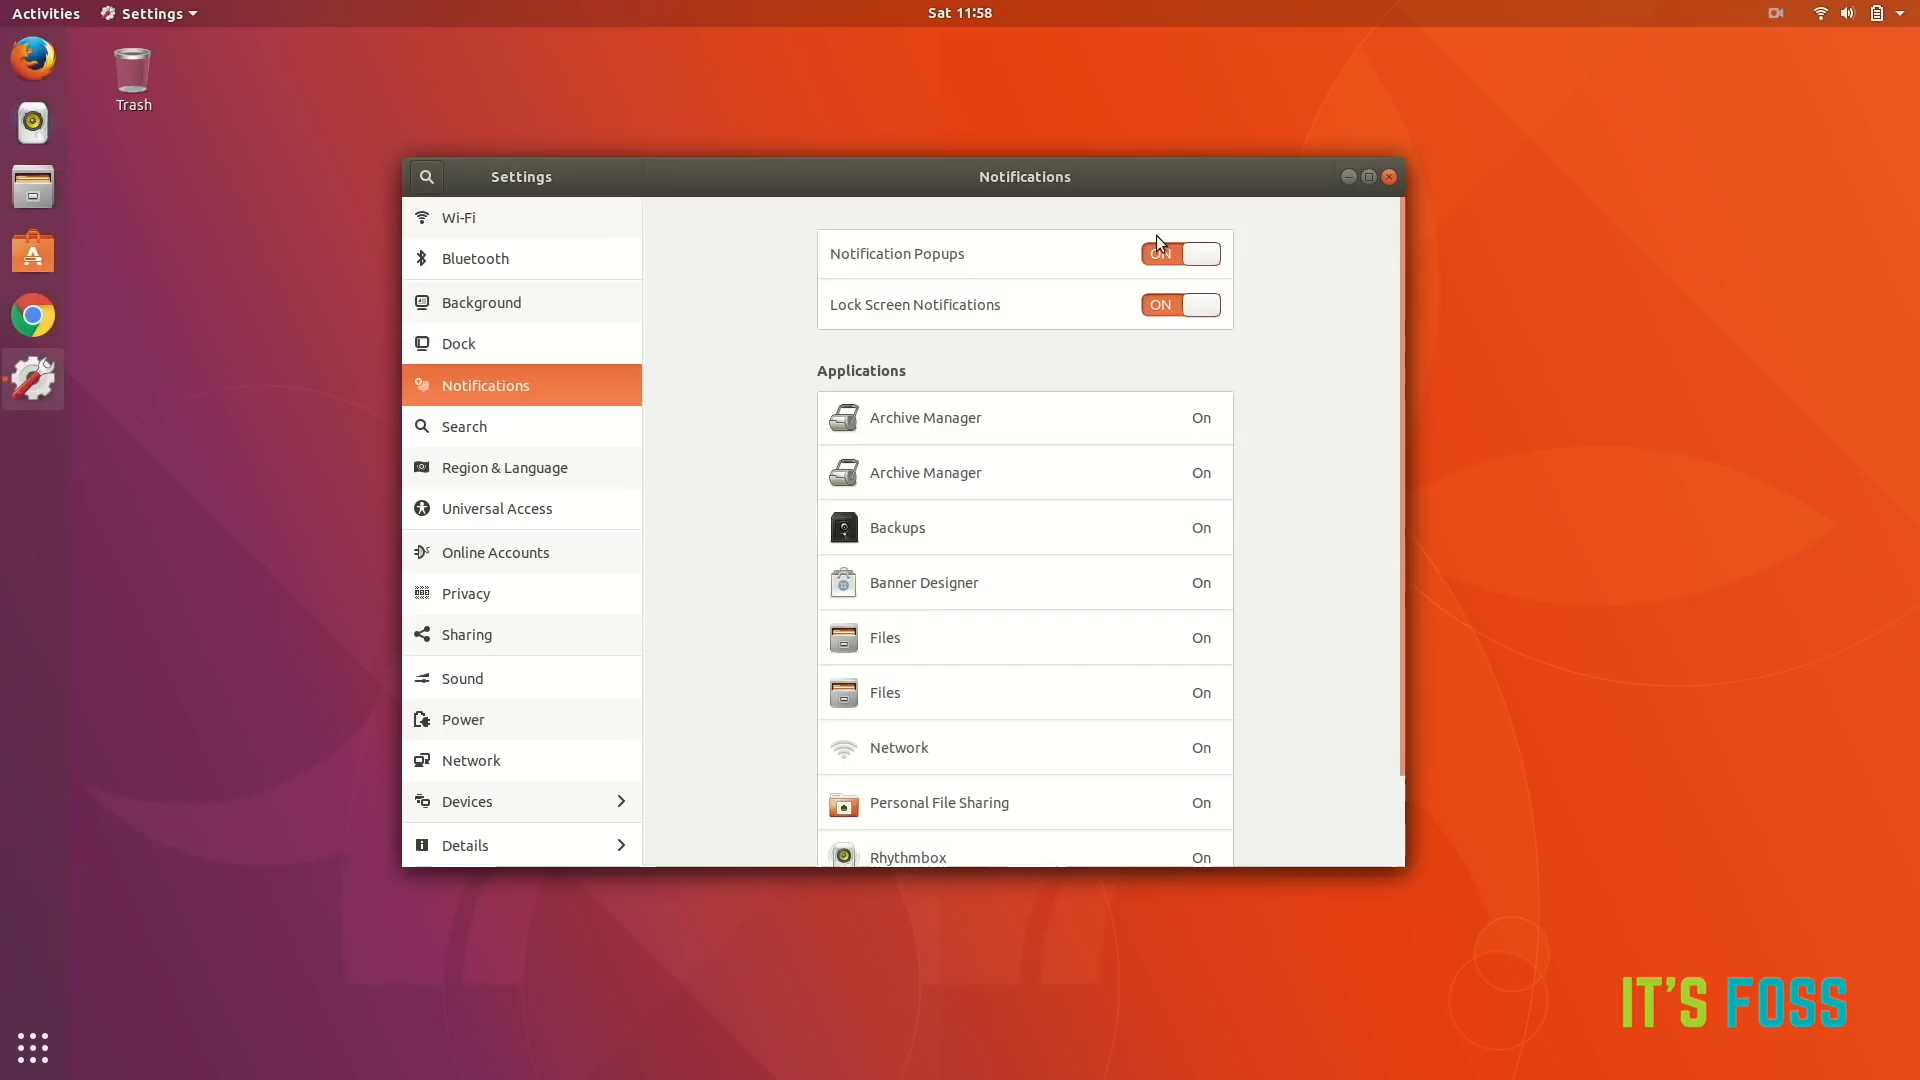 Activities
Settings
Sat 11:58
Trash
Settings
Notifications
Wi-Fi
Bluetooth
Background
Dock
Notifications
Search
Region & Language
Universal Access
Online Accounts
Privacy
Sharing
Sound
Power
Network
Devices
Details
Notification Popups
ON
Lock Screen Notifications
ON
Applications
Archive Manager On
Archive Manager On
Backups On
Banner Designer On
Files On
Files On
Network On
Personal File Sharing On
Rhythmbox On
IT'S FOSS